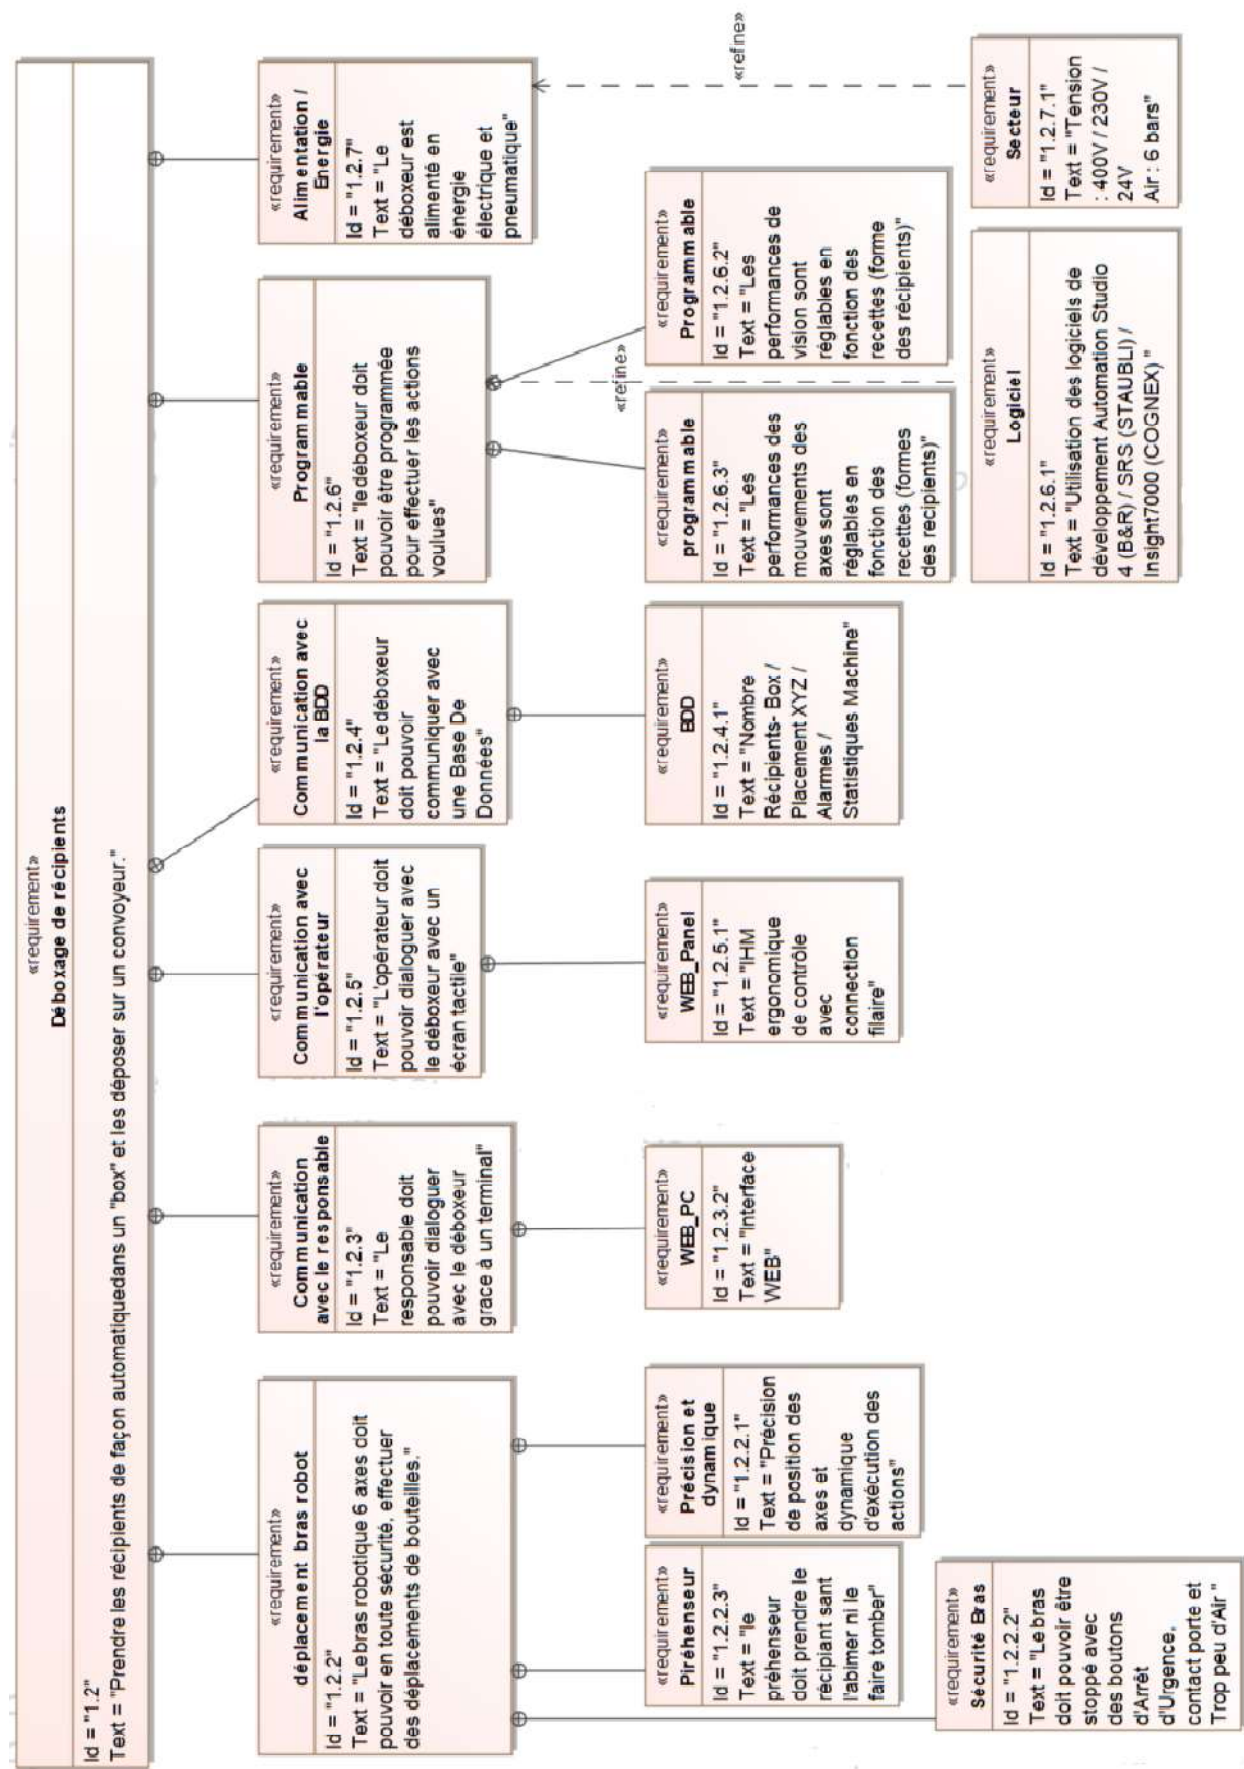 «requirement»
Déboxage de récipients
Id = "1.2"
Text = "Prendre les récipients de façon automatiquedans un "box" et les déposer sur un convoyeur."
«requirement»
déplacement bras robot
Id = "1.2.2"
Text = "Le bras robotique 6 axes doit
pouvoir en toute sécurité, effectuer
des déplacements de bouteilles."
«requirement»
Communication
avec le responsable
Id = "1.2.3"
Text = "Le
responsable doit
pouvoir dialoguer
avec le déboxeur
grace à un terminal"
«requirement»
Communication avec
l'opérateur
Id = "1.2.5"
Text = "L'opérateur doit
pouvoir dialoguer avec
le déboxeur avec un
écran tactile"
«requirement»
Communication avec
la BDD
Id = "1.2.4"
Text = "Le déboxeur
doit pouvoir
communiquer avec
une Base De
Données"
«requirement»
Programmable
Id = "1.2.6"
Text = "le déboxeur doit
pouvoir être programmée
pour effectuer les actions
voulues"
«requirement»
Alimentation /
Energie
Id = "1.2.7"
Text = "Le
déboxeur est
alimenté en
énergie
électrique et
pneumatique"
«requirement»
Piréhenseur
Id = "1.2.2.3"
Text = "le
préhenseur
doit prendre le
récipiant sant
l'abimer ni le
faire tomber"
«requirement»
Précision et
dynamique
Id = "1.2.2.1"
Text = "Précision
de position des
axes et
dynamique
d'exécution des
actions"
«requirement»
WEB_PC
Id = "1.2.3.2"
Text = "Interface
WEB"
«requirement»
WEB_Panel
Id = "1.2.5.1"
Text = "IHM
ergonomique
de contrôle
avec
connection
filaire"
«requirement»
BDD
Id = "1.2.4.1"
Text = "Nombre
Récipients- Box /
Placement XYZ /
Alarmes /
Statistiques Machine"
«requirement»
programmable
Id = "1.2.6.3"
Text = "Les
performances des
mouvements des
axes sont
réglables en
fonction des
recettes (formes
des recipients)"
«refine»
«requirement»
Programmable
Id = "1.2.6.2"
Text = "Les
performances de
vision sont
réglables en
fonction des
recettes (forme
des récipients)"
«refine»
«requirement»
Sécurité Bras
Id = "1.2.2.2"
Text = "Le bras
doit pouvoir être
stoppé avec
des boutons
d'Arrêt
d'Urgence,
contact porte et
Trop peu d'Air "
«requirement»
Logiciel
Id = "1.2.6.1"
Text = "Utilisation des logiciels de
développement Automation Studio
4 (B&R) / SRS (STAUBLI) /
Insight7000 (COGNEX) "
«requirement»
Secteur
Id = "1.2.7.1"
Text = "Tension
: 400V / 230V /
24V
Air : 6 bars"